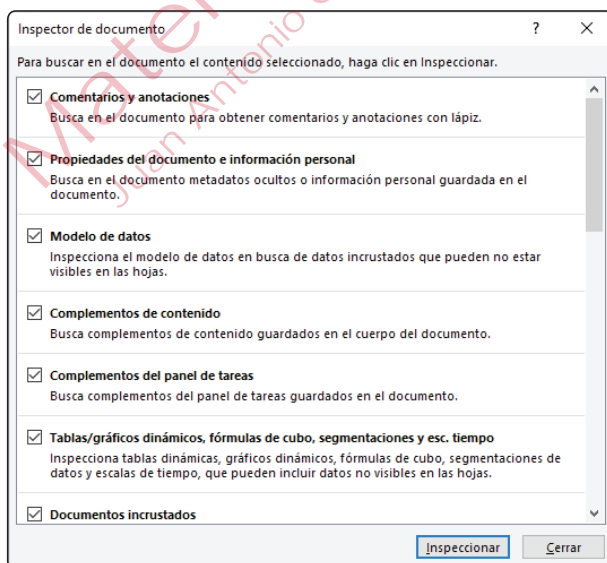 Inspector de documento
?
Para buscar en el documento el contenido seleccionado, haga clic en Inspeccionar.
Comentarios y anotaciones
Busca en el documento para obtener comentarios y anotaciones con lápiz.
Propiedades del documento e información personal
Busca en el documento metadatos ocultos o información personal guardada en el
documento.
Modelo de datos
Inspecciona el modelo de datos en busca de datos incrustados que pueden no estar
visibles en las hojas.
Complementos de contenido
Busca complementos de contenido guardados en el cuerpo del documento.
Complementos del panel de tareas
Busca complementos del panel de tareas guardados en el documento.
Tablas/gráficos dinámicos, fórmulas de cubo, segmentaciones y esc. tiempo
Inspecciona tablas dinámicas, gráficos dinámicos, fórmulas de cubo, segmentaciones de
datos y escalas de tiempo, que pueden incluir datos no visibles en las hojas.
Documentos incrustados
Inspeccionar
Cerrar
Juan Antonio